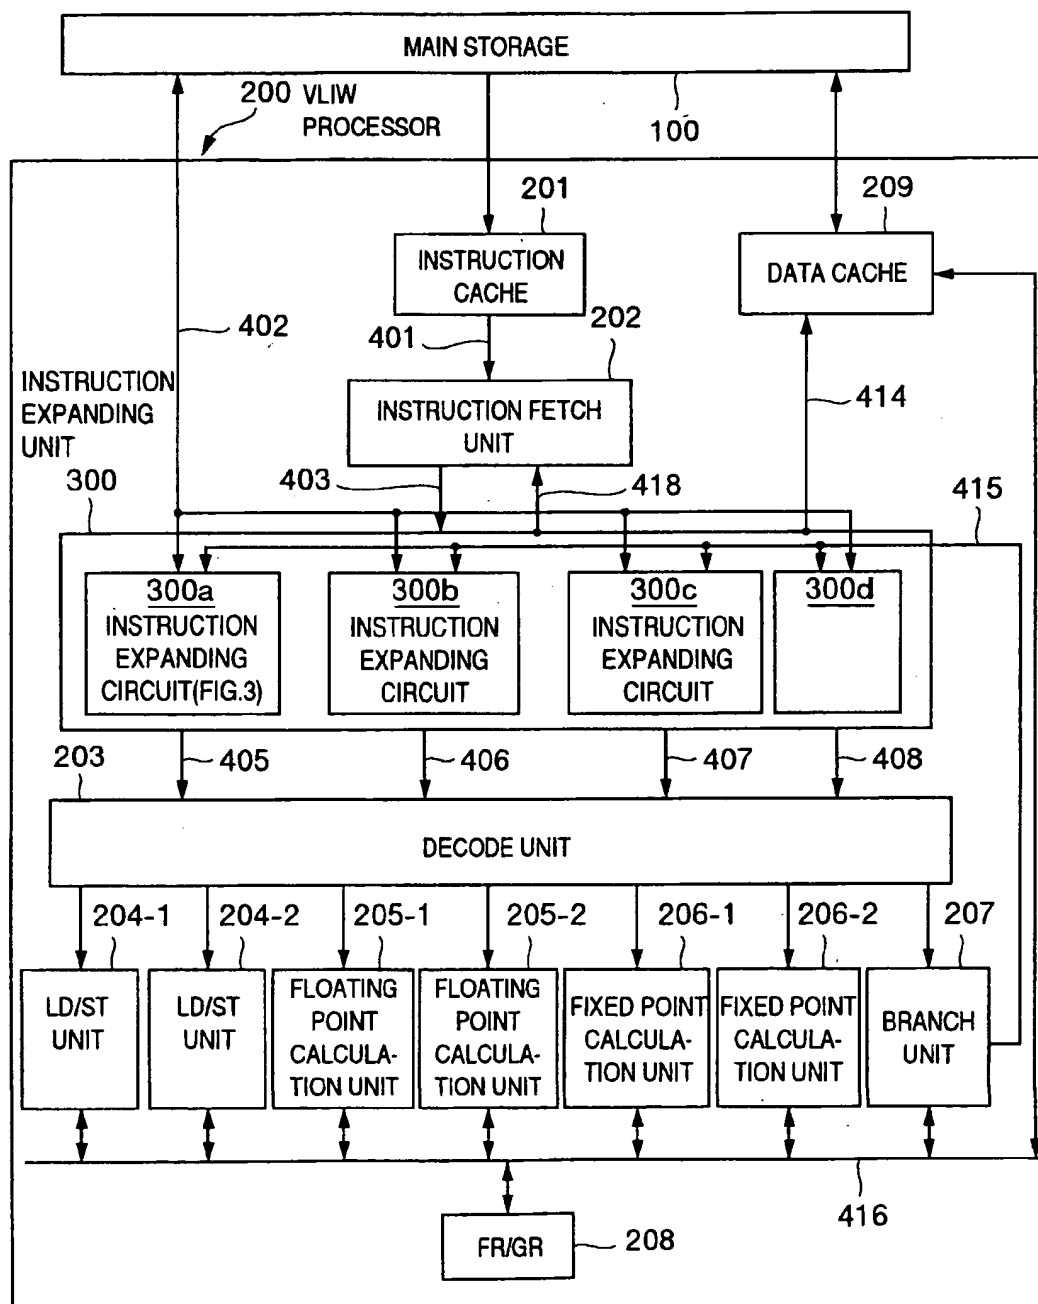 MAIN STORAGE
200 VLIW
PROCESSOR
100
201
209
INSTRUCTION
CACHE
DATA CACHE
402
401
202
INSTRUCTION
EXPANDING
UNIT
INSTRUCTION FETCH
UNIT
414
300
403
418
415
300a
INSTRUCTION
EXPANDING
CIRCUIT(FIG.3)
300b
INSTRUCTION
EXPANDING
CIRCUIT
300c
INSTRUCTION
EXPANDING
CIRCUIT
300d
203
405
406
407
408
DECODE UNIT
204-1
204-2
205-1
205-2
206-1
206-2
207
LD/ST
UNIT
LD/ST
UNIT
FLOATING
POINT
CALCULA-
TION UNIT
FLOATING
POINT
CALCULA-
TION UNIT
FIXED POINT
CALCULA-
TION UNIT
FIXED POINT
CALCULA-
TION UNIT
BRANCH
UNIT
416
FR/GR
208